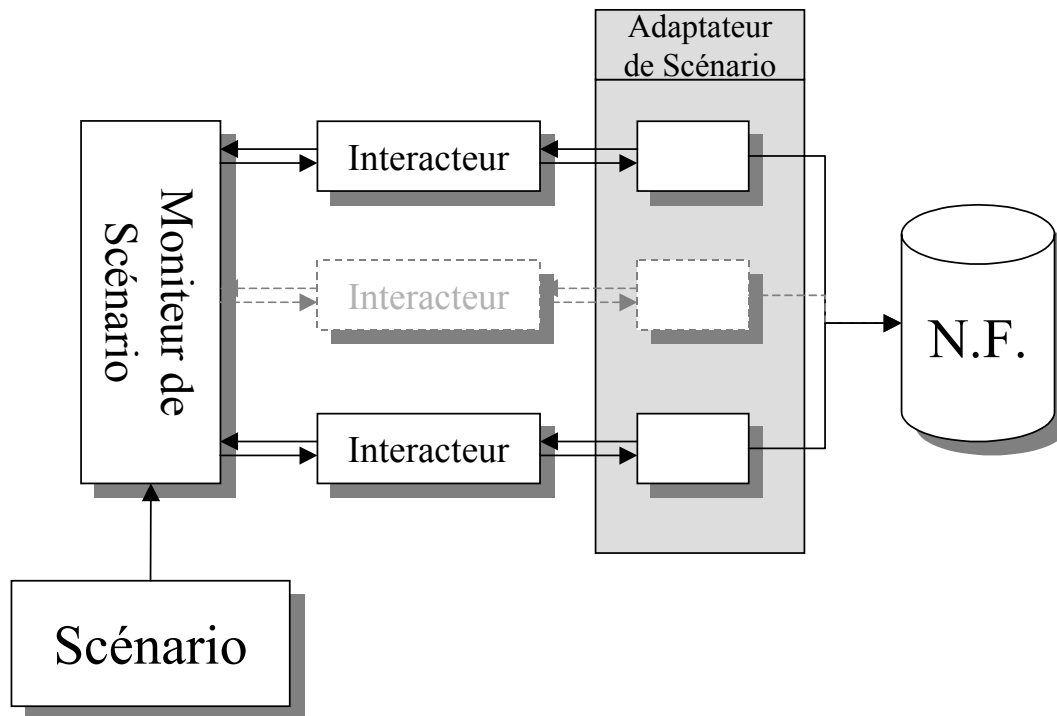 Adaptateur
de Scénario
Moniteur de
Scénario
Interacteur
Interacteur
Interacteur
N.F.
Scénario